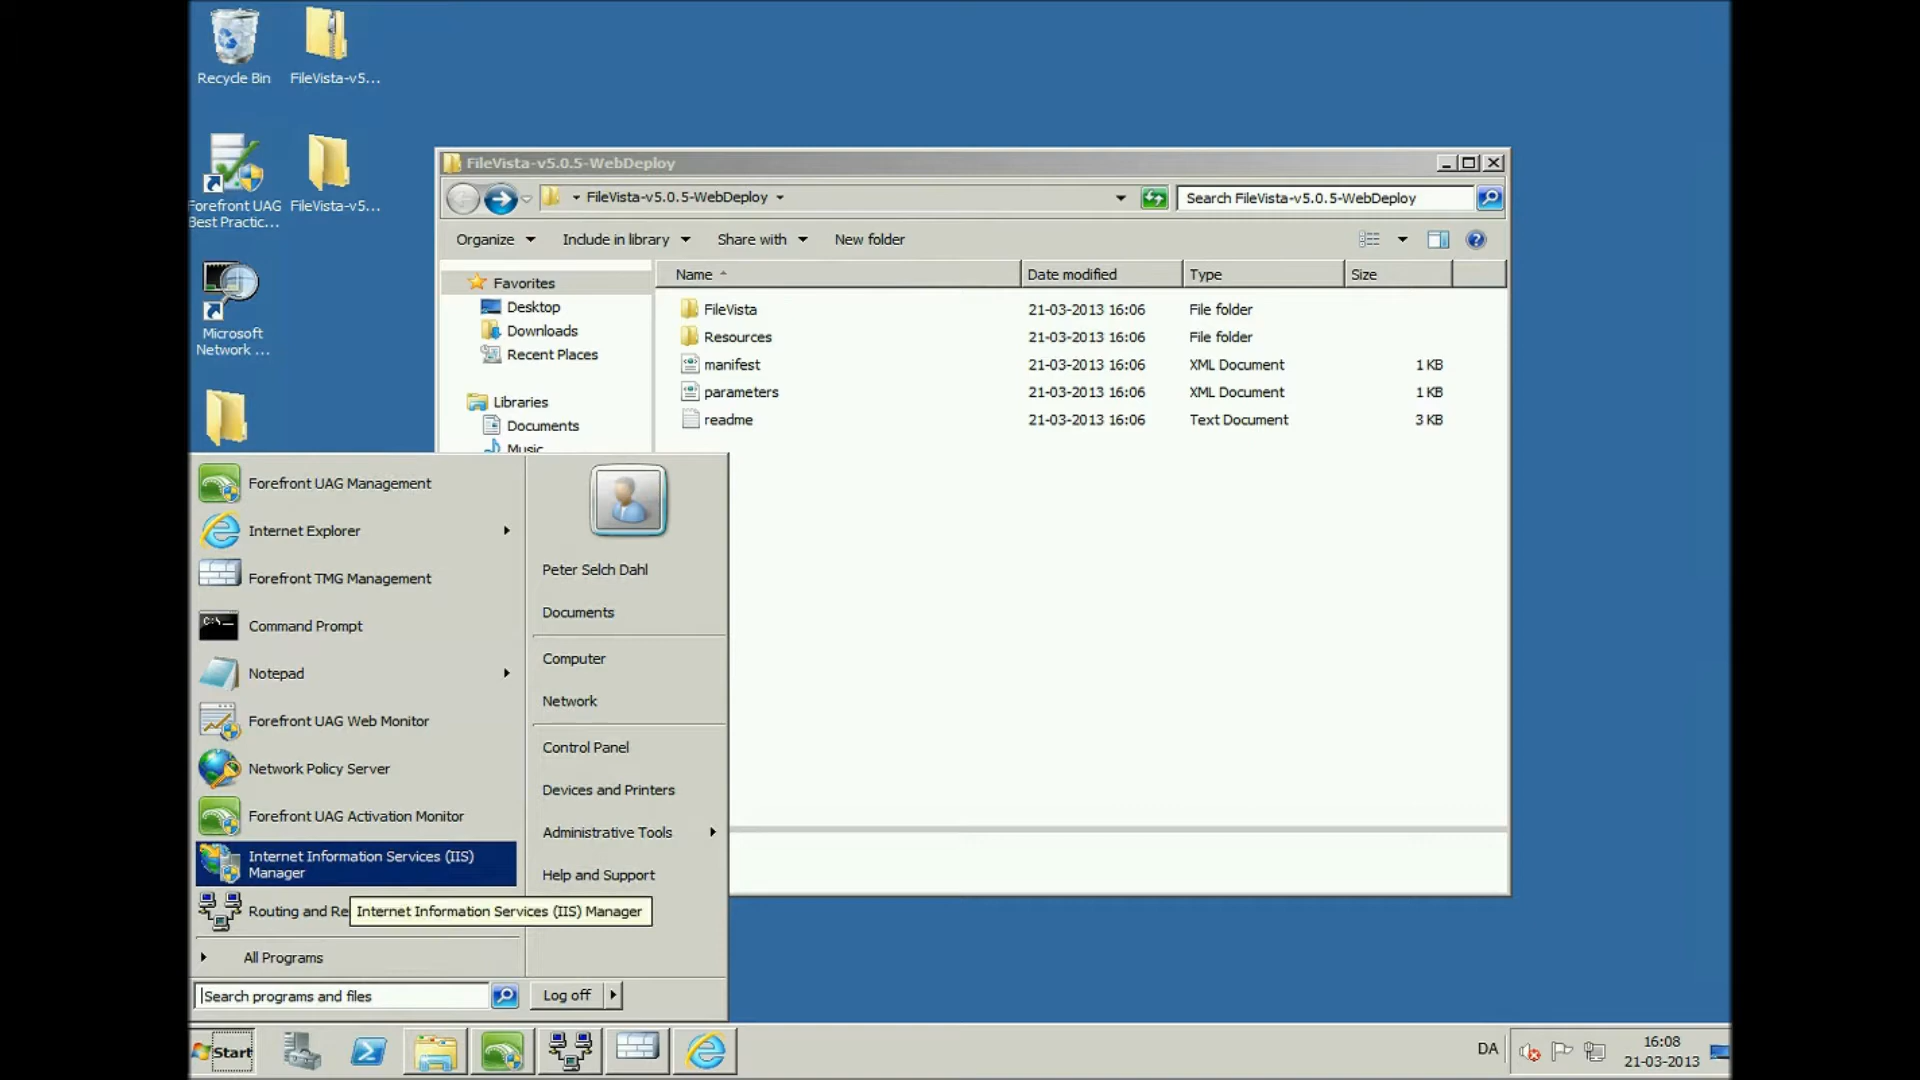 Recycle Bin
FileVista-v5...
Forefront UAG
Best Practic...
FileVista-v5...
Microsoft
Network ...
FileVista-v5.0.5-WebDeploy
FileVista-v5.0.5-WebDeploy
Search FileVista-v5.0.5-WebDeploy
Organize
Include in library
Share with
New folder
Name
Date modified
Type
Size
Favorites
Desktop
Downloads
Recent Places
Libraries
Documents
Music
FileVista 21-03-2013 16:06 File folder
Resources 21-03-2013 16:06 File folder
manifest 21-03-2013 16:06 XML Document 1 KB
parameters 21-03-2013 16:06 XML Document 1 KB
readme 21-03-2013 16:06 Text Document 3 KB
Forefront UAG Management
Internet Explorer
Forefront TMG Management
C:\
Command Prompt
Notepad
Forefront UAG Web Monitor
Network Policy Server
Forefront UAG Activation Monitor
Internet Information Services (IIS)
Manager
Routing and Re
Internet Information Services (IIS) Manager
All Programs
Search programs and files
Peter Selch Dahl
Documents
Computer
Network
Control Panel
Devices and Printers
Administrative Tools
Help and Support
Log off
Start
DA
16:08
21-03-2013